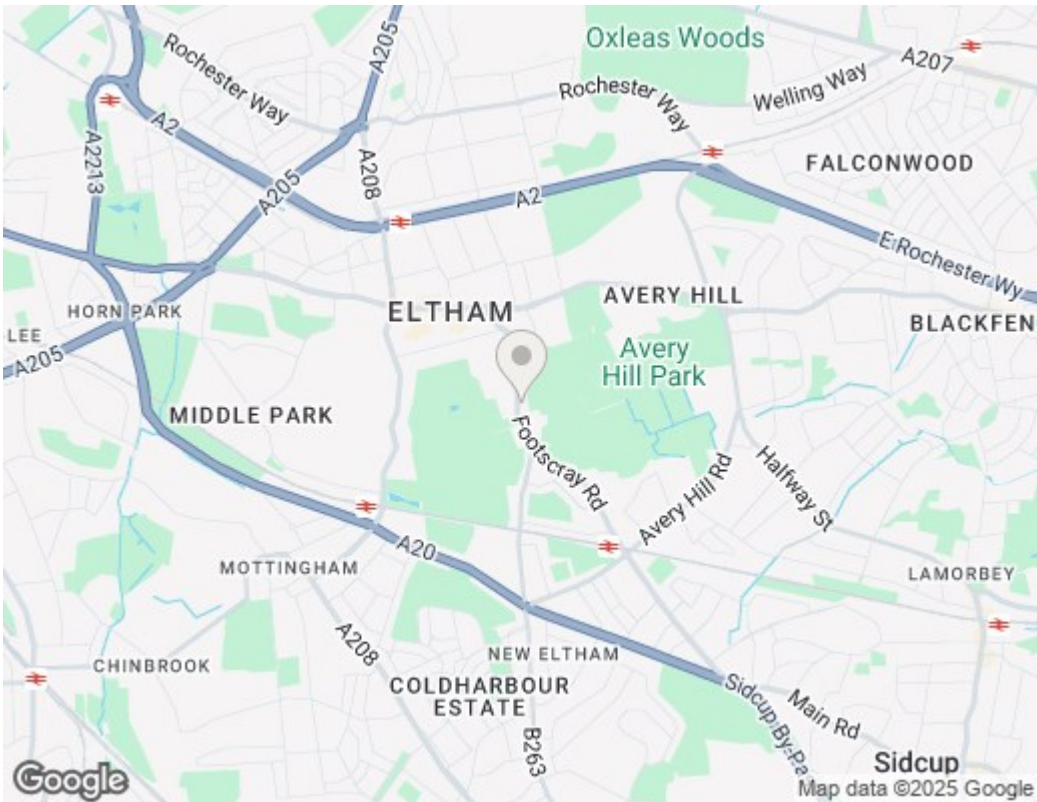 Oxleas Woods
A205
Rochester Way
A207
Rochester Way
Welling Way
A2
A2213
A208
A205
FALCONWOOD
A2
E Rochester Wy
HORN PARK
ELTHAM
AVERY HILL
LEE
A205
BLACKFEN
Avery
Hill Park
MIDDLE PARK
Footscray Rd
Avery Hill Rd
Halfway St
A20
MOTTINGHAM
LAMORBEY
A208
NEW ELTHAM
CHINBROOK
COLDHARBOUR
ESTATE
B263
Sidcup By-Pa
Main Rd
Sidcup
Google
Map data ©2025 Google